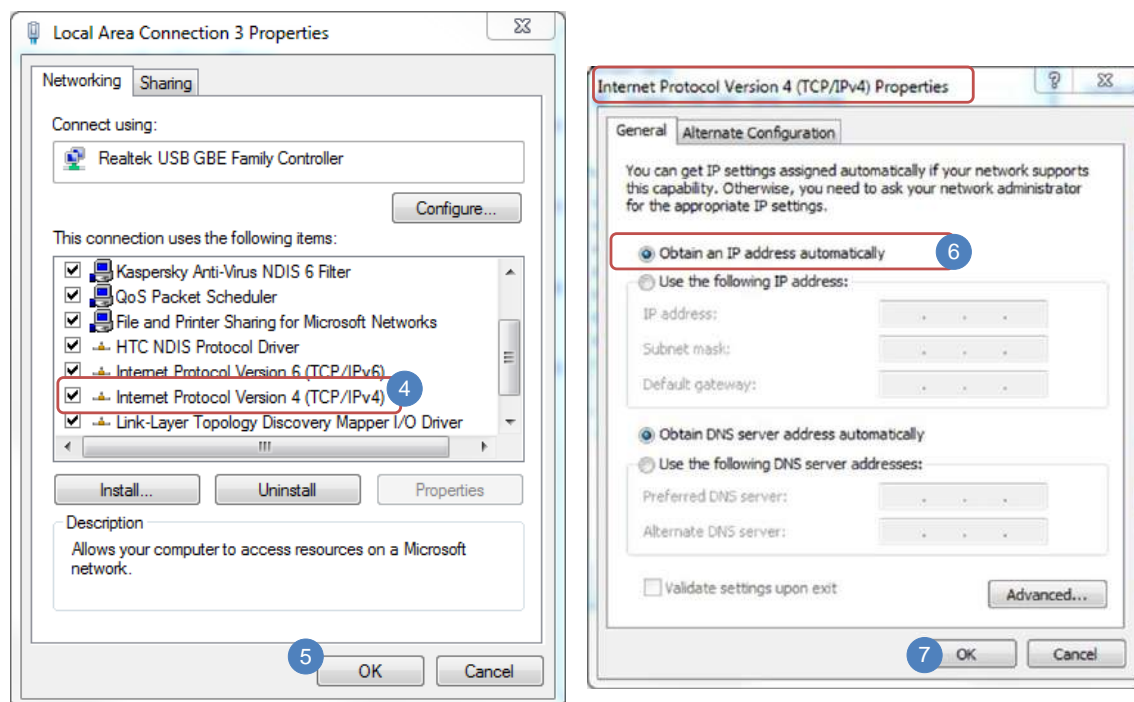 Local Area Connection 3 Properties
Networking
Sharing
Connect using:
Realtek USB GBE Family Controller
Configure...
This connection uses the following items:
Kaspersky Anti-Virus NDIS 6 Filter
QoS Packet Scheduler
File and Printer Sharing for Microsoft Networks
HTC NDIS Protocol Driver
Internet Protocol Version 6 (TCP/IPv6)
Internet Protocol Version 4 (TCP/IPv4)
4
Link-Layer Topology Discovery Mapper I/O Driver
Install...
Uninstall
Properties
Description
Allows your computer to access resources on a Microsoft
network.
5
OK
Cancel
Internet Protocol Version 4 (TCP/IPv4) Properties
?
General
Alternate Configuration
You can get IP settings assigned automatically if your network supports
this capability. Otherwise, you need to ask your network administrator
for the appropriate IP settings.
Obtain an IP address automatically
6
Use the following IP address:
IP address:
Subnet mask:
Default gateway:
Obtain DNS server address automatically
Use the following DNS server addresses:
Preferred DNS server:
Alternate DNS server:
Validate settings upon exit
Advanced...
7
OK
Cancel